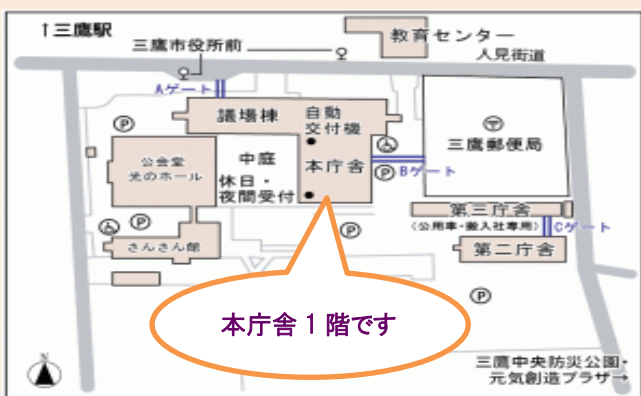 ↑三鷹駅
三鷹市役所前
教育センター
人見街道
Aゲート
議場棟
自動
交付機
三鷹郵便局
公会堂
光のホール
中庭
本庁舎
Bゲート
休日・
夜間受付
第三庁舎
(公用車・搬入社専用)
Cゲート
さんさん館
第二庁舎
本庁舎1階です
三鷹中央防災公園・
元気創造プラザ→
N
P
P
P
P
P